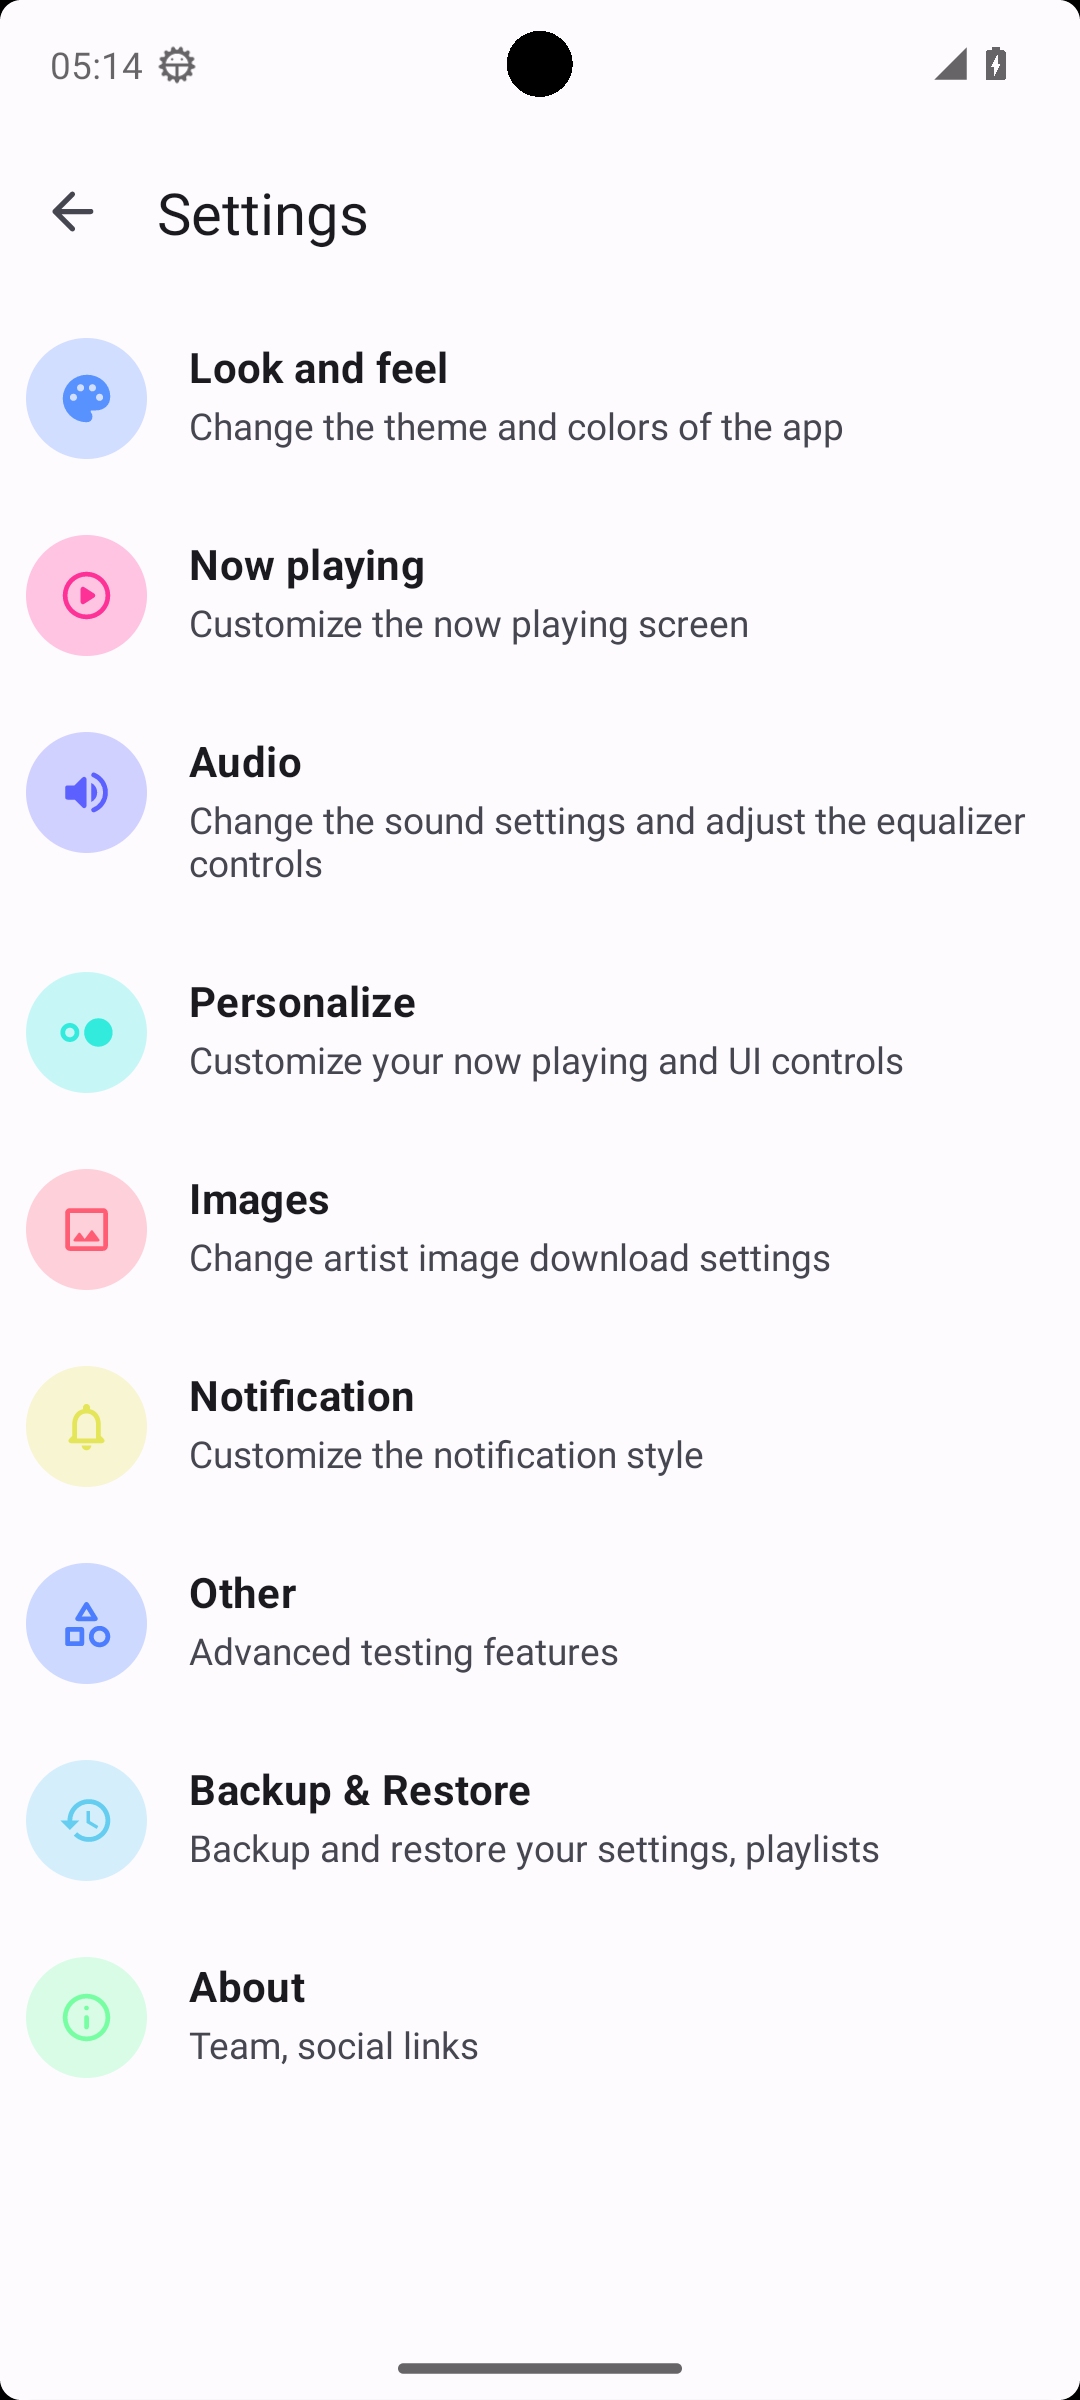 05:14
Settings
Look and feel
Change the theme and colors of the app
Now playing
Customize the now playing screen
Audio
Change the sound settings and adjust the equalizer
controls
Personalize
Customize your now playing and UI controls
Images
Change artist image download settings
Notification
Customize the notification style
Other
Advanced testing features
Backup & Restore
Backup and restore your settings, playlists
About
Team, social links